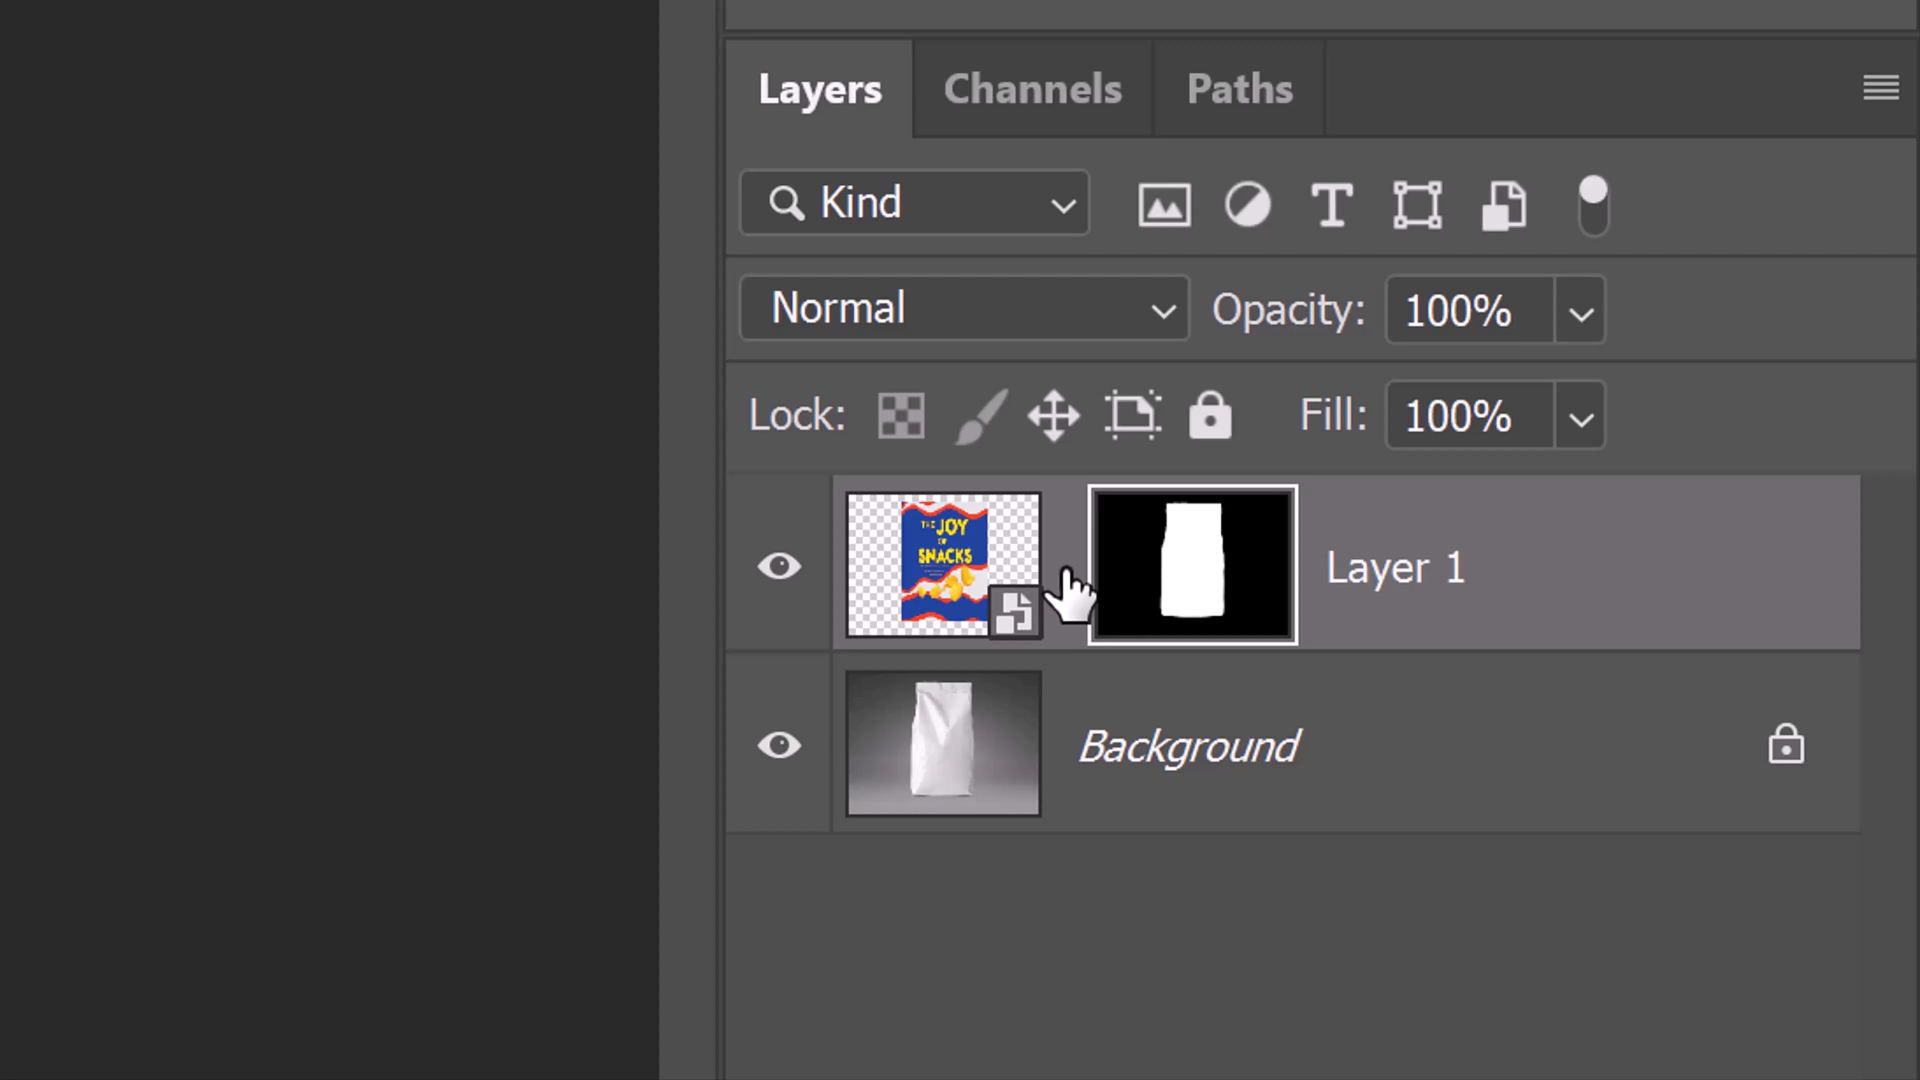 Layers Channels Paths
Kind
Normal Opacity: 100%
Lock: Fill: 100%
THE JOY
OF
SNACKS
Layer 1
Background